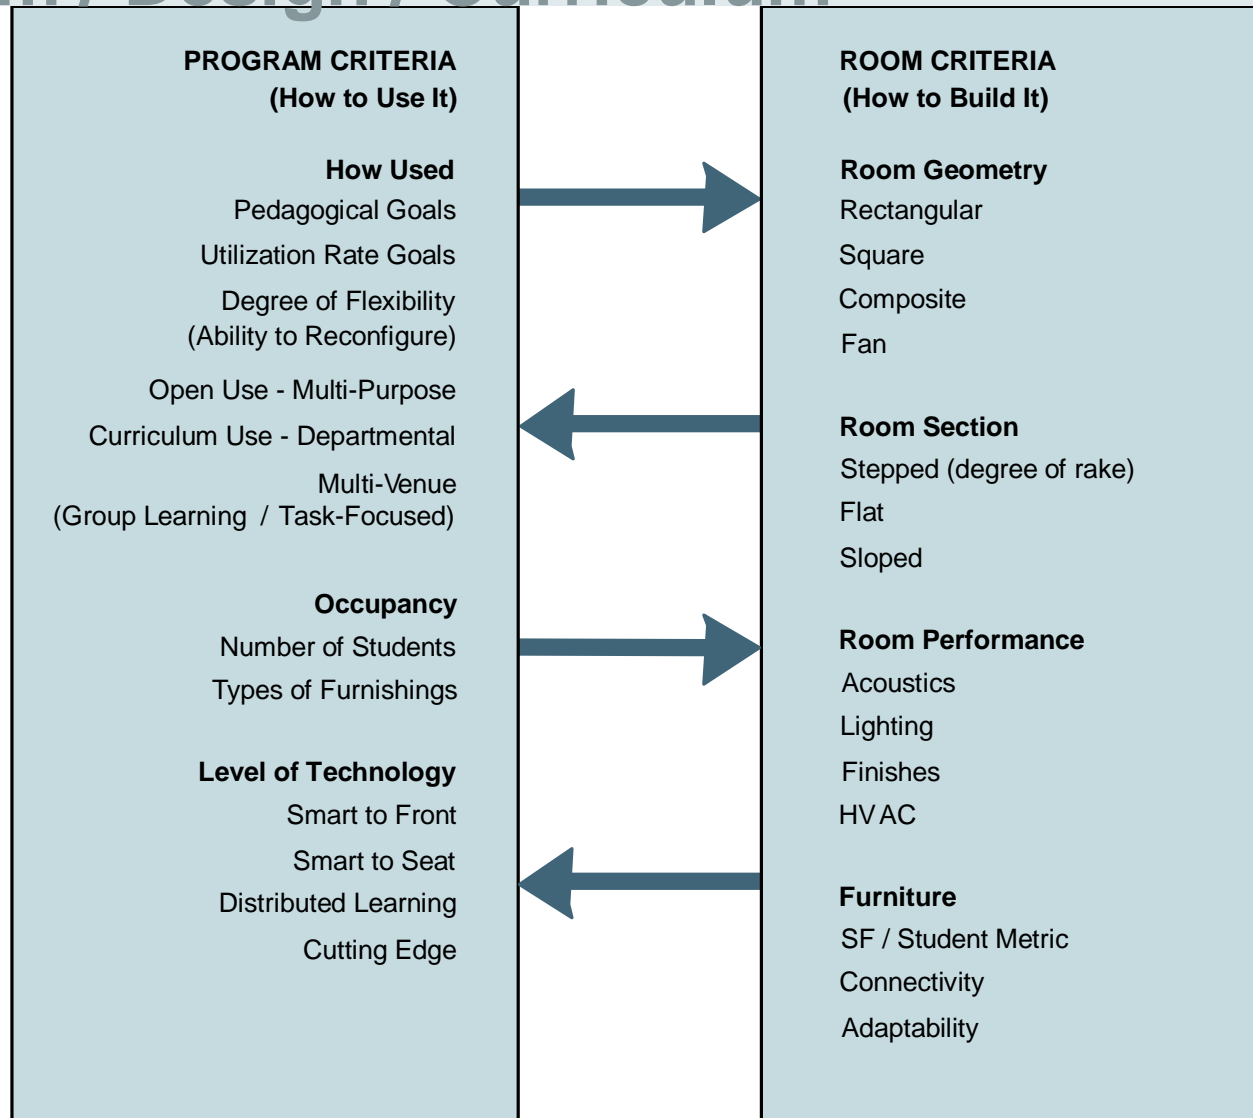 / Design / Curriculum
PROGRAM CRITERIA
(How to Use It)
How Used
Pedagogical Goals
Utilization Rate Goals
Degree of Flexibility
(Ability to Reconfigure)
Open Use - Multi-Purpose
Curriculum Use - Departmental
Multi-Venue
(Group Learning / Task-Focused)
Occupancy
Number of Students
Types of Furnishings
Level of Technology
Smart to Front
Smart to Seat
Distributed Learning
Cutting Edge
ROOM CRITERIA
(How to Build It)
Room Geometry
Rectangular
Square
Composite
Fan
Room Section
Stepped (degree of rake)
Flat
Sloped
Room Performance
Acoustics
Lighting
Finishes
HVAC
Furniture
SF / Student Metric
Connectivity
Adaptability